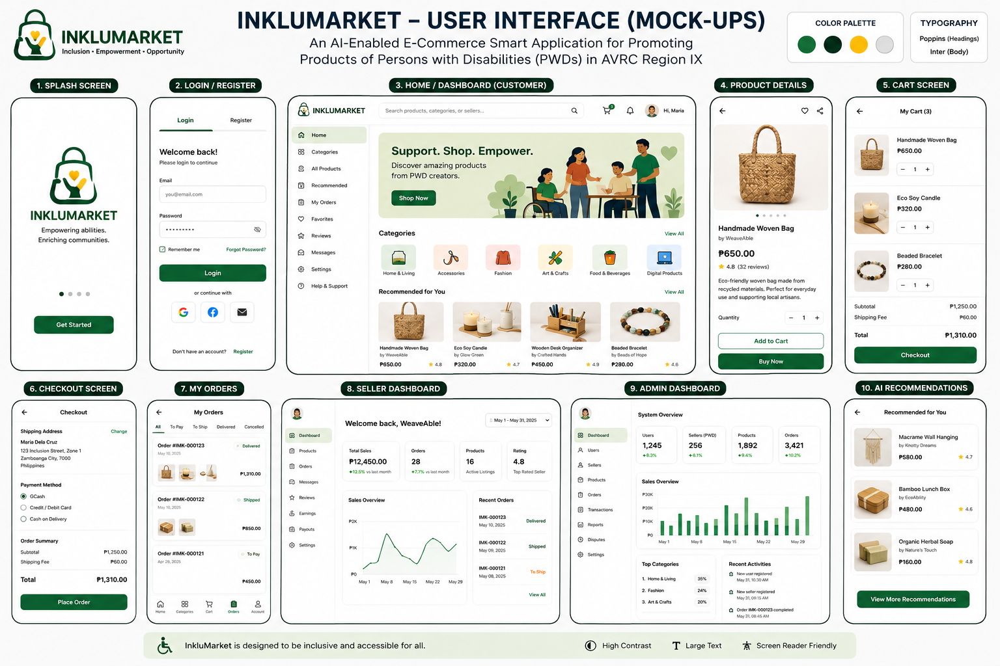 INKLUMARKET
Inclusion • Empowerment • Opportunity
INKLUMARKET – USER INTERFACE (MOCK-UPS)
An AI-Enabled E-Commerce Smart Application for Promoting
Products of Persons with Disabilities (PWDs) in AVRC Region IX
COLOR PALETTE
TYPOGRAPHY
Poppins (Headings)
Inter (Body)
1. SPLASH SCREEN
INKLUMARKET
Empowering abilities.
Enriching communities.
Get Started
2. LOGIN / REGISTER
Login Register
Welcome back!
Please login to continue
Email
you@email.com
Password
Remember me Forgot Password?
Login
or continue with
Don't have an account? Register
3. HOME / DASHBOARD (CUSTOMER)
INKLUMARKET
Search products, categories, or sellers...
3
Hi, Maria
Home
Categories
All Products
Recommended
My Orders
Favorites
Reviews
Messages
Settings
Help & Support
Support. Shop. Empower.
Discover amazing products
from PWD creators.
Shop Now
Categories View All
Home & Living Accessories Fashion Art & Crafts Food & Beverages Digital Products
Recommended for You View All
Handmade Woven Bag
by WeaveAble
₱650.00 4.8
Eco Soy Candle
by Glow Green
₱320.00 4.7
Wooden Desk Organizer
by Crafted Hands
₱450.00 4.9
Beaded Bracelet
by Beads of Hope
₱280.00 4.6
4. PRODUCT DETAILS
Handmade Woven Bag
by WeaveAble
₱650.00
4.8 (32 reviews)
Eco-friendly woven bag made from
recycled materials. Perfect for everyday
use and supporting local artisans.
Quantity − 1 +
Add to Cart
Buy Now
5. CART SCREEN
My Cart (3)
Handmade Woven Bag
₱650.00
− 1 +
Eco Soy Candle
₱320.00
− 1 +
Beaded Bracelet
₱280.00
− 1 +
Subtotal ₱1,250.00
Shipping Fee ₱60.00
Total ₱1,310.00
Checkout
6. CHECKOUT SCREEN
Checkout
Shipping Address Change
Maria Dela Cruz
123 Inclusion Street, Zone 1
Zamboanga City, 7000
Philippines
Payment Method
GCash
Credit / Debit Card
Cash on Delivery
Order Summary
Subtotal ₱1,250.00
Shipping Fee ₱60.00
Total ₱1,310.00
Place Order
7. MY ORDERS
My Orders
All To Pay To Ship Delivered Cancelled
Order #IMK-000123 Delivered
May 10, 2025
₱1,310.00
Order #IMK-000122 Shipped
May 10, 2025
₱850.00
Order #IMK-000121 To Pay
Apr 28, 2025
₱450.00
Home Categories Cart Orders Account
8. SELLER DASHBOARD
Dashboard
Products
Orders
Messages
Reviews
Earnings
Payouts
Settings
Welcome back, WeaveAble!
May 1 - May 31, 2025
Total Sales
₱12,450.00
+12.5% vs last month
Orders
28
+7.7% vs last month
Products
16
Active Listings
Rating
4.8
Top Rated Seller
Sales Overview
₱2K
₱1K
₱0
May 1 May 8 May 15 May 22 May 29
Recent Orders
IMK-000123
May 10, 2025 Delivered
IMK-000122
May 09, 2025 Shipped
IMK-000121
May 08, 2025 To Ship
View All
9. ADMIN DASHBOARD
Dashboard
Users
Sellers
Products
Orders
Transactions
Reports
Disputes
Settings
System Overview
Users
1,245
+8.3%
Sellers (PWD)
256
+6.1%
Products
1,892
+9.4%
Orders
3,421
+10.2%
Sales Overview
₱30K
₱20K
₱10K
₱0
May 1 May 8 May 15 May 22 May 29
Top Categories
1. Home & Living 35%
2. Fashion 24%
3. Art & Crafts 20%
Recent Activities
New user registered
May 31, 10:30 AM
New seller registered
May 31, 09:15 AM
Order IMK-000123 completed
May 31, 08:45 AM
10. AI RECOMMENDATIONS
Recommended for You
Macrame Wall Hanging
by Knotty Dreams
₱580.00 4.7
Bamboo Lunch Box
by EcoAbility
₱480.00 4.6
Organic Herbal Soap
by Nature's Touch
₱160.00 4.8
View More Recommendations
InkluMarket is designed to be inclusive and accessible for all.
High Contrast
T Large Text
Screen Reader Friendly